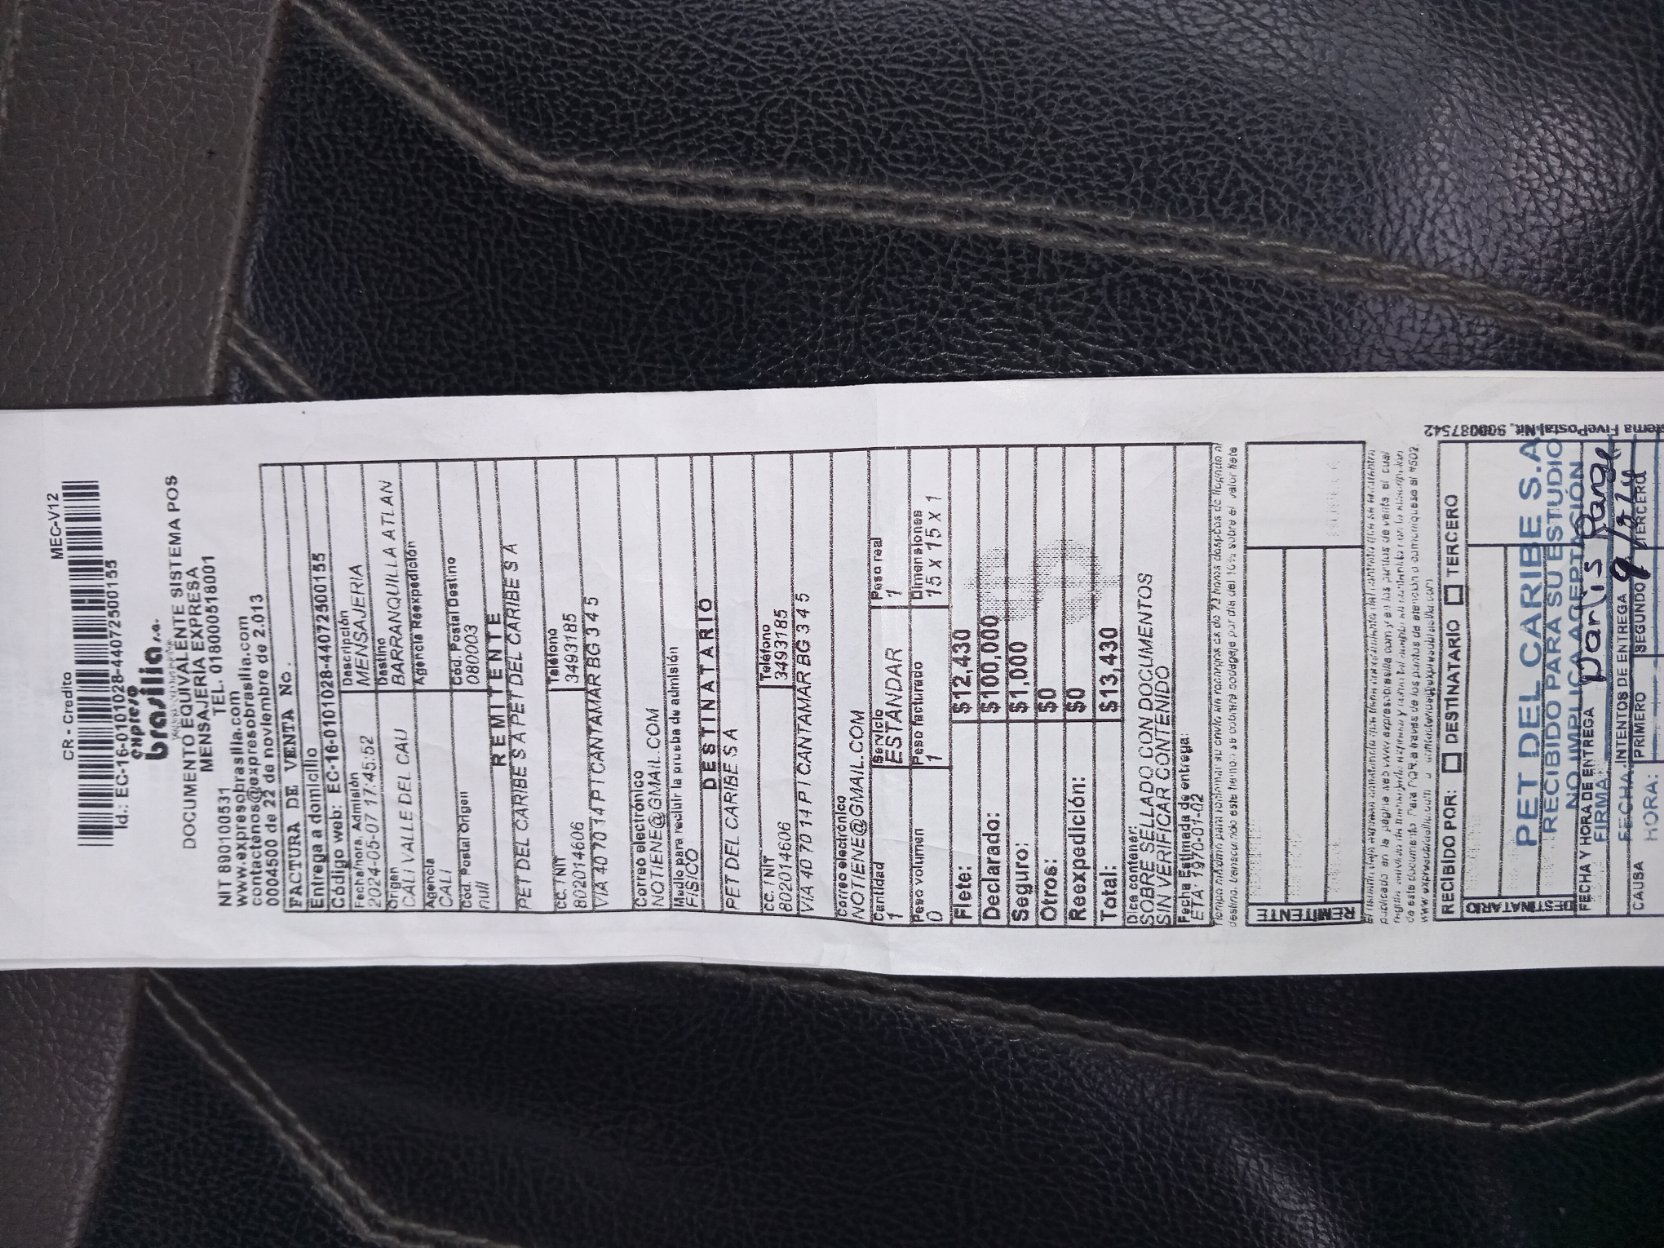 CR - Credito MEC-V12
Id.: EC-16-0101028-440725500155
expreso
brasilia s.a.
DOCUMENTO EQUIVALENTE SISTEMA POS
MENSAJERIA EXPRESA
NIT 890100531 TEL. 018000518001
www.expresobrasilia.com
contactenos@expresobrasilia.com
0004500 de 22 de noviembre de 2.013
FACTURA DE VENTA No.
Entrega a domicilio
Código web: EC-16-0101028-440725500155
Fecha/hora Admisión Descripción
2024-05-07 17:45:52 MENSAJERIA
Origen Destino
CALI VALLE DEL CAU BARRANQUILLA ATLAN
Agencia Agencia Reexpedición
CALI
Cód. Postal Origen Cód. Postal Destino
null 080003
REMITENTE
PET DEL CARIBE S A PET DEL CARIBE S A
CC. / NIT Teléfono
802014606 3493185
VIA 40 70 14 P I CANTAMAR BG 3 4 5
Correo electrónico
NOTIENE@GMAIL.COM
Medio para recibir la prueba de admisión
FISICO
DESTINATARIO
PET DEL CARIBE S A
CC. / NIT Teléfono
802014606 3493185
VIA 40 70 14 P I CANTAMAR BG 3 4 5
Correo electrónico
NOTIENE@GMAIL.COM
Cantidad Servicio Peso real
1 ESTANDAR 1
Peso volumen Peso facturado Dimensiones
0 1 15 x 15 x 1
Flete: $12,430
Declarado: $100,000
Seguro: $1,000
Otros: $0
Reexpedición: $0
Total: $13,430
Dice contener:
SOBRE SELLADO CON DOCUMENTOS
SIN VERIFICAR CONTENIDO
Fecha Estimada de entrega:
ETA 1970-01-02
REMITENTE
RECIBIDO POR: DESTINATARIO TERCERO
DESTINATARIO
PET DEL CARIBE S.A
RECIBIDO PARA SU ESTUDIO
NO IMPLICA ACEPTACIÓN
FECHA Y HORA DE ENTREGA
FIRMA:
FECHA: INTENTOS DE ENTREGA
CAUSA PRIMERO SEGUNDO TERCERO
HORA:
FivePostal Nit. 900087542